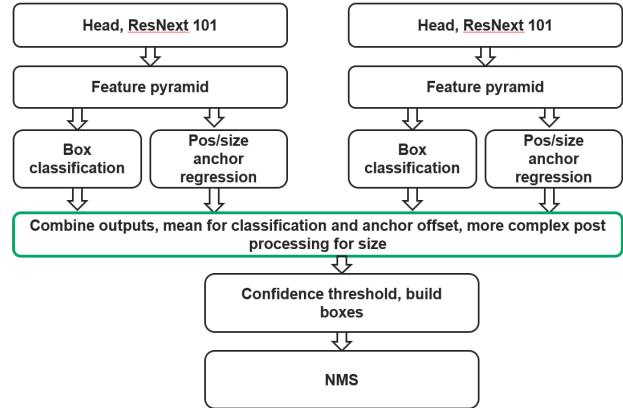 Head, ResNext 101
Head, ResNext 101
Feature pyramid
Feature pyramid
Box
classification
Pos/size
anchor
regression
Box
classification
Pos/size
anchor
regression
Combine outputs, mean for classification and anchor offset, more complex post
processing for size
Confidence threshold, build
boxes
NMS